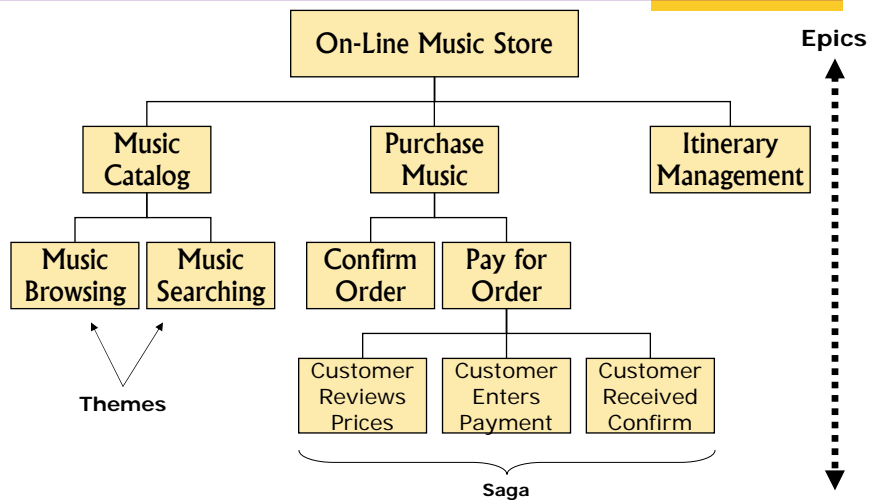 On-Line Music Store
Epics
Music
Catalog
Purchase
Music
Itinerary
Management
Music
Browsing
Music
Searching
Confirm
Order
Pay for
Order
Themes
Customer
Reviews
Prices
Customer
Enters
Payment
Customer
Received
Confirm
Saga